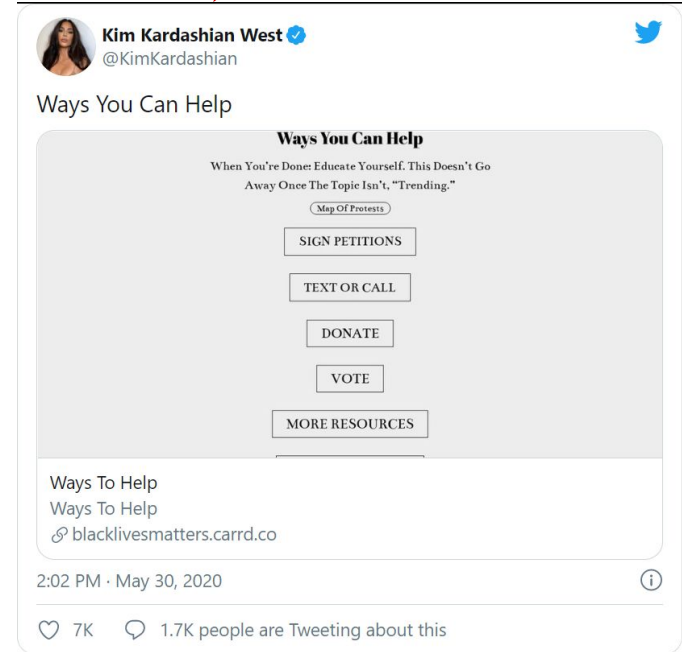 Kim Kardashian West
@KimKardashian
Ways You Can Help
Ways You Can Help
When You're Done: Educate Yourself. This Doesn't Go
Away Once The Topic Isn't, "Trending."
Map Of Protests
SIGN PETITIONS
TEXT OR CALL
DONATE
VOTE
MORE RESOURCES
Ways To Help
Ways To Help
blacklivesmatters.carrd.co
2:02 PM · May 30, 2020
7K 1.7K people are Tweeting about this